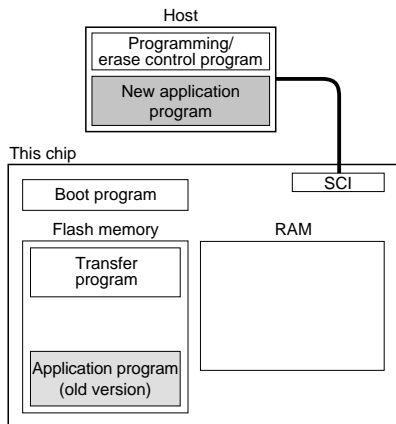 Host
Programming/
erase control program
New application
program
This chip
SCI
Boot program
Flash memory
RAM
Transfer
program
Application program
(old version)